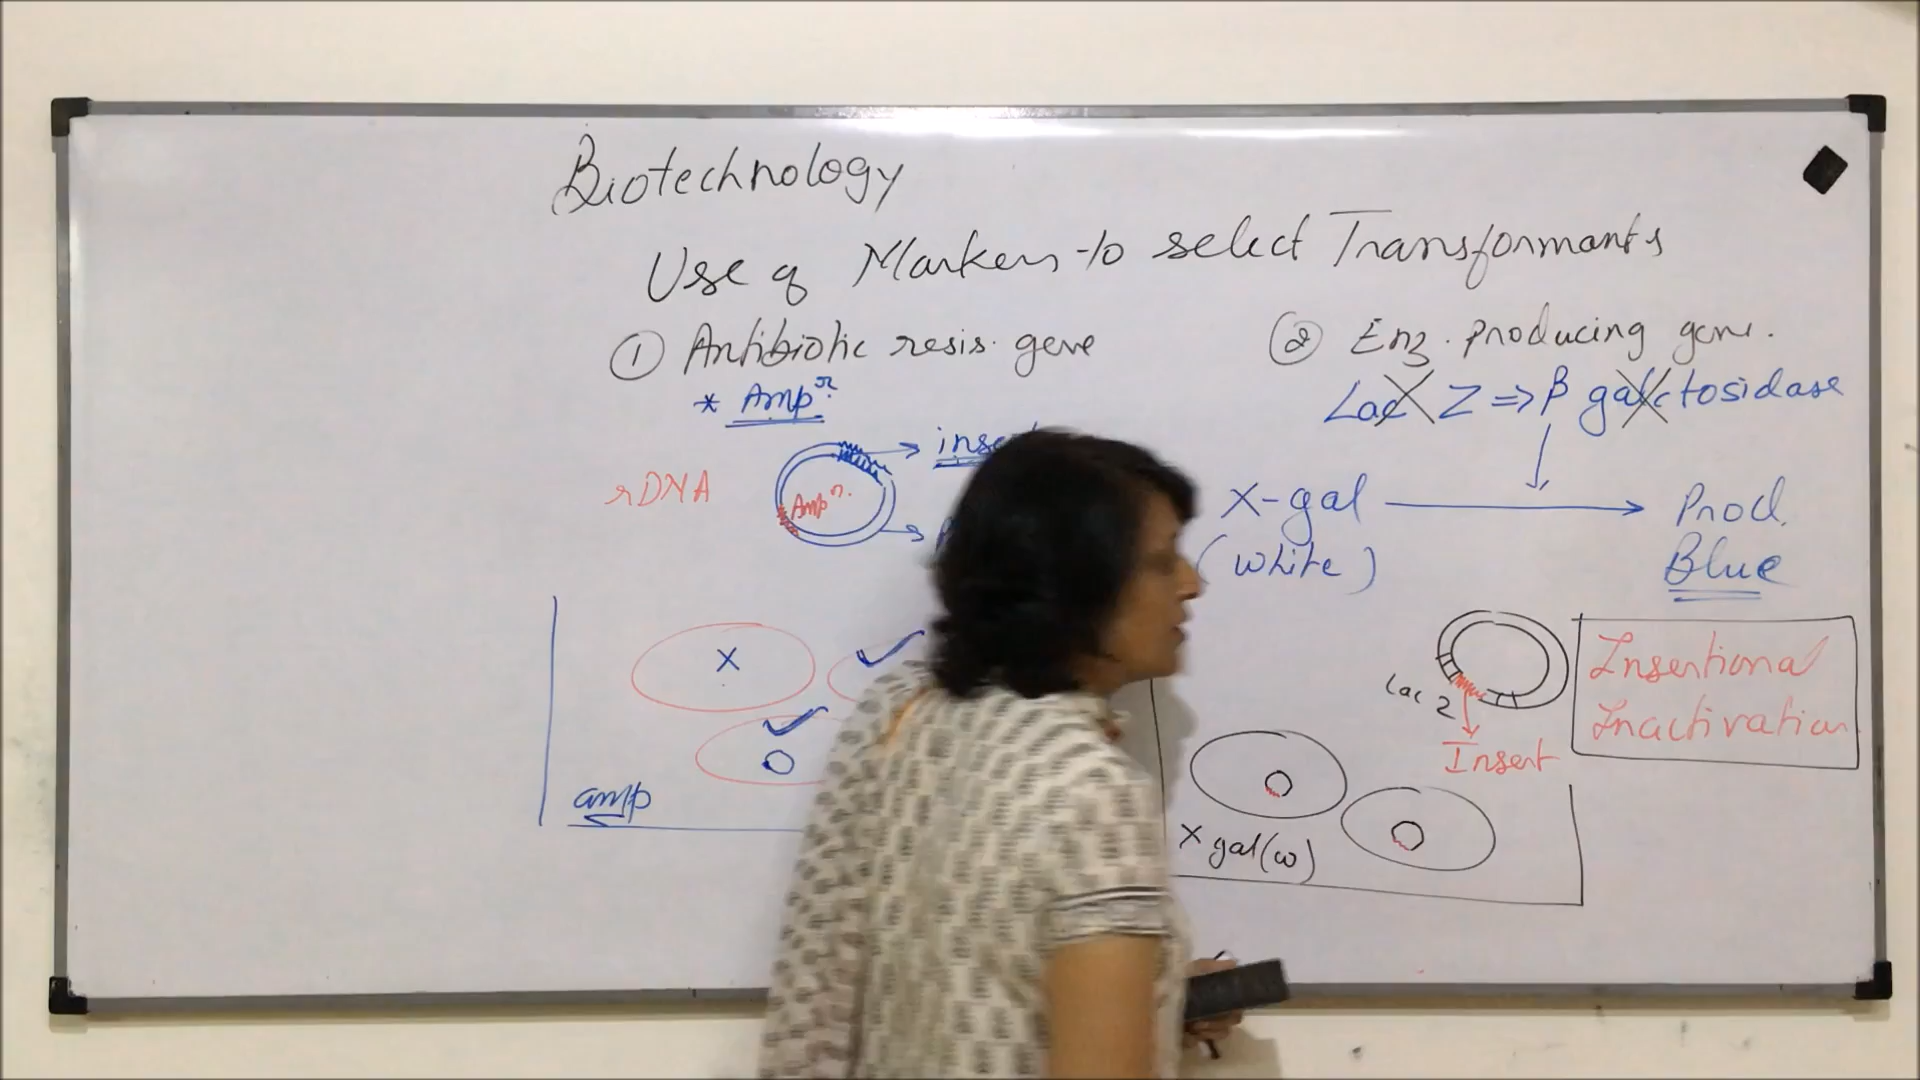 Biotechnology
Use of Markers to select Transformants
① Antibiotic resis. gene
* Ampʳ
rDNA
Ampʳ.
X
amp
② Enz. producing gene.
Lac Z => β galactosidase
X-gal
Prod.
(white)
Blue
Lac Z
Insert
Insertional
Inactivation
X gal (w)